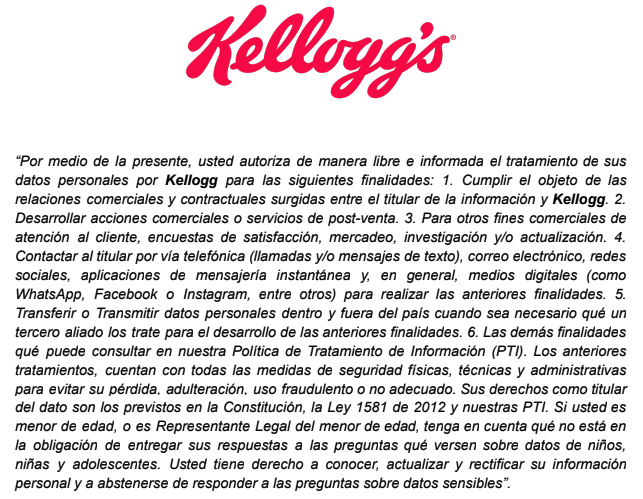 Kellogg's®
“Por medio de la presente, usted autoriza de manera libre e informada el tratamiento de sus
datos personales por Kellogg para las siguientes finalidades: 1. Cumplir el objeto de las
relaciones comerciales y contractuales surgidas entre el titular de la información y Kellogg. 2.
Desarrollar acciones comerciales o servicios de post-venta. 3. Para otros fines comerciales de
atención al cliente, encuestas de satisfacción, mercadeo, investigación y/o actualización. 4.
Contactar al titular por vía telefónica (llamadas y/o mensajes de texto), correo electrónico, redes
sociales, aplicaciones de mensajería instantánea y, en general, medios digitales (como
WhatsApp, Facebook o Instagram, entre otros) para realizar las anteriores finalidades. 5.
Transferir o Transmitir datos personales dentro y fuera del país cuando sea necesario qué un
tercero aliado los trate para el desarrollo de las anteriores finalidades. 6. Las demás finalidades
qué puede consultar en nuestra Política de Tratamiento de Información (PTI). Los anteriores
tratamientos, cuentan con todas las medidas de seguridad físicas, técnicas y administrativas
para evitar su pérdida, adulteración, uso fraudulento o no adecuado. Sus derechos como titular
del dato son los previstos en la Constitución, la Ley 1581 de 2012 y nuestras PTI. Si usted es
menor de edad, o es Representante Legal del menor de edad, tenga en cuenta qué no está en
la obligación de entregar sus respuestas a las preguntas qué versen sobre datos de niños,
niñas y adolescentes. Usted tiene derecho a conocer, actualizar y rectificar su información
personal y a abstenerse de responder a las preguntas sobre datos sensibles”.